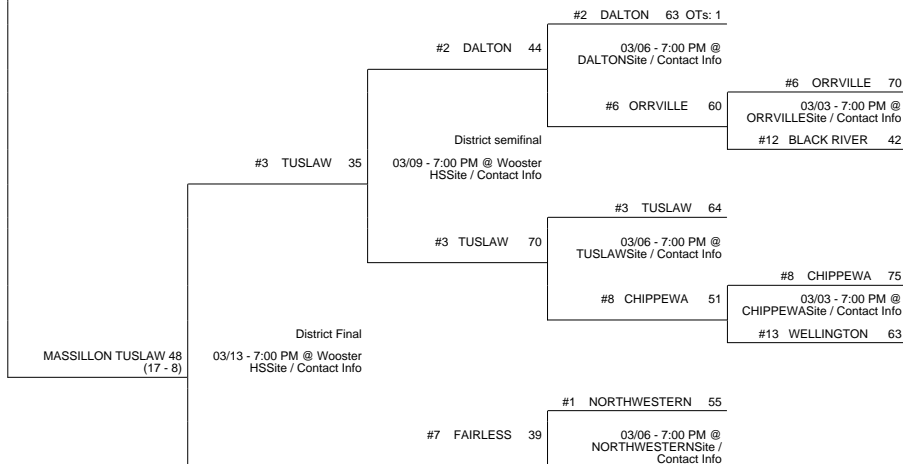 #2 DALTON 63 OTs: 1
#2 DALTON 44
03/06 - 7:00 PM @
DALTONSite / Contact Info
#6 ORRVILLE 70
#6 ORRVILLE 60
03/03 - 7:00 PM @
ORRVILLESite / Contact Info
District semifinal
#12 BLACK RIVER 42
#3 TUSLAW 35
03/09 - 7:00 PM @ Wooster
HSSite / Contact Info
#3 TUSLAW 64
#3 TUSLAW 70
03/06 - 7:00 PM @
TUSLAWSite / Contact Info
#8 CHIPPEWA 75
#8 CHIPPEWA 51
03/03 - 7:00 PM @
CHIPPEWASite / Contact Info
District Final
#13 WELLINGTON 63
MASSILLON TUSLAW 48
(17 - 8)
03/13 - 7:00 PM @ Wooster
HSSite / Contact Info
#1 NORTHWESTERN 55
#7 FAIRLESS 39
03/06 - 7:00 PM @
NORTHWESTERNSite /
Contact Info